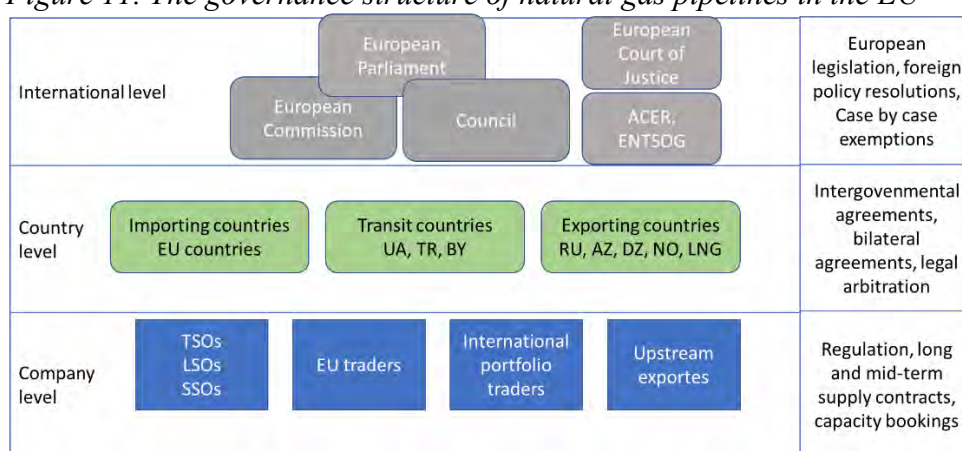 Figure 11: The governance structure of natural gas pipelines in the EU
International level
European
Parliament
European
Commission
Council
European
Court of
Justice
ACER,
ENTSOG
European
legislation, foreign
policy resolutions,
Case by case
exemptions
Country
level
Importing countries
EU countries
Transit countries
UA, TR, BY
Exporting countries
RU, AZ, DZ, NO, LNG
Intergovenmental
agreements,
bilateral
agreements, legal
arbitration
Company
level
TSOs
LSOs
SSOs
EU traders
International
portfolio
traders
Upstream
exportes
Regulation, long
and mid-term
supply contracts,
capacity bookings